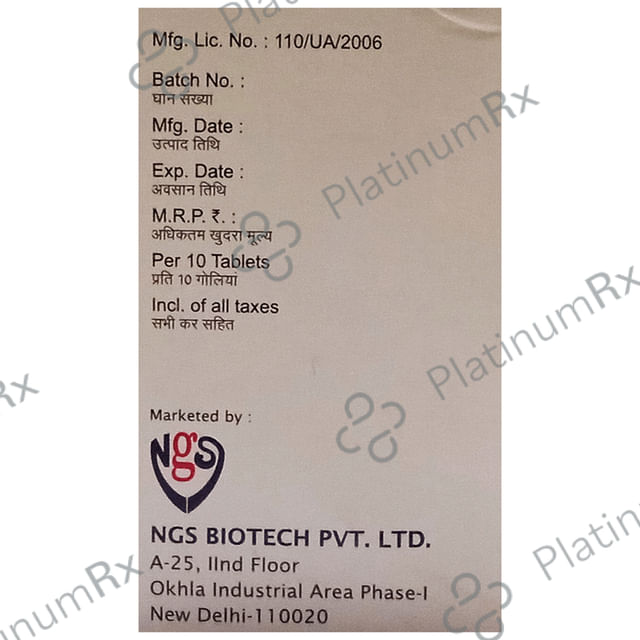 Mfg. Lic. No. : 110/UA/2006
Batch No. :
घान संख्या
Mfg. Date :
उत्पाद तिथि
Exp. Date :
अवसान तिथि
M.R.P. ₹. :
अधिकतम खुदरा मूल्य
Per 10 Tablets
प्रति 10 गोलियां
Incl. of all taxes
सभी कर सहित
Marketed by :
Ngs
NGS BIOTECH PVT. LTD.
A-25, IInd Floor
Okhla Industrial Area Phase-I
New Delhi-110020
PlatinumRx
PlatinumRx
PlatinumRx